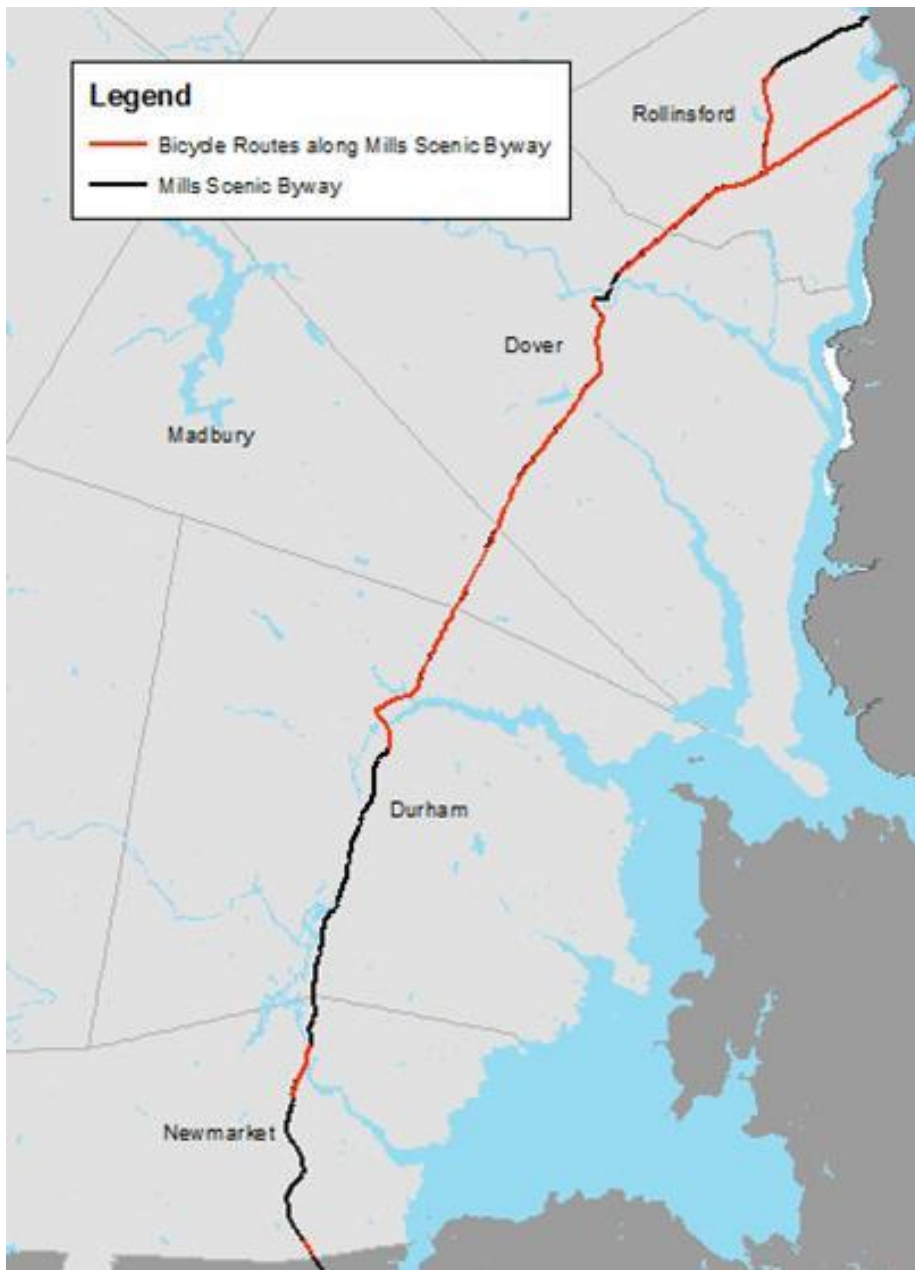 Legend
Bicycle Routes along Mills Scenic Byway
Mills Scenic Byway
Rollinsford
Dover
Madbury
Durham
Newmarket